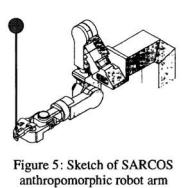 Figure 5: Sketch of SARCOS
anthropomorphic robot arm